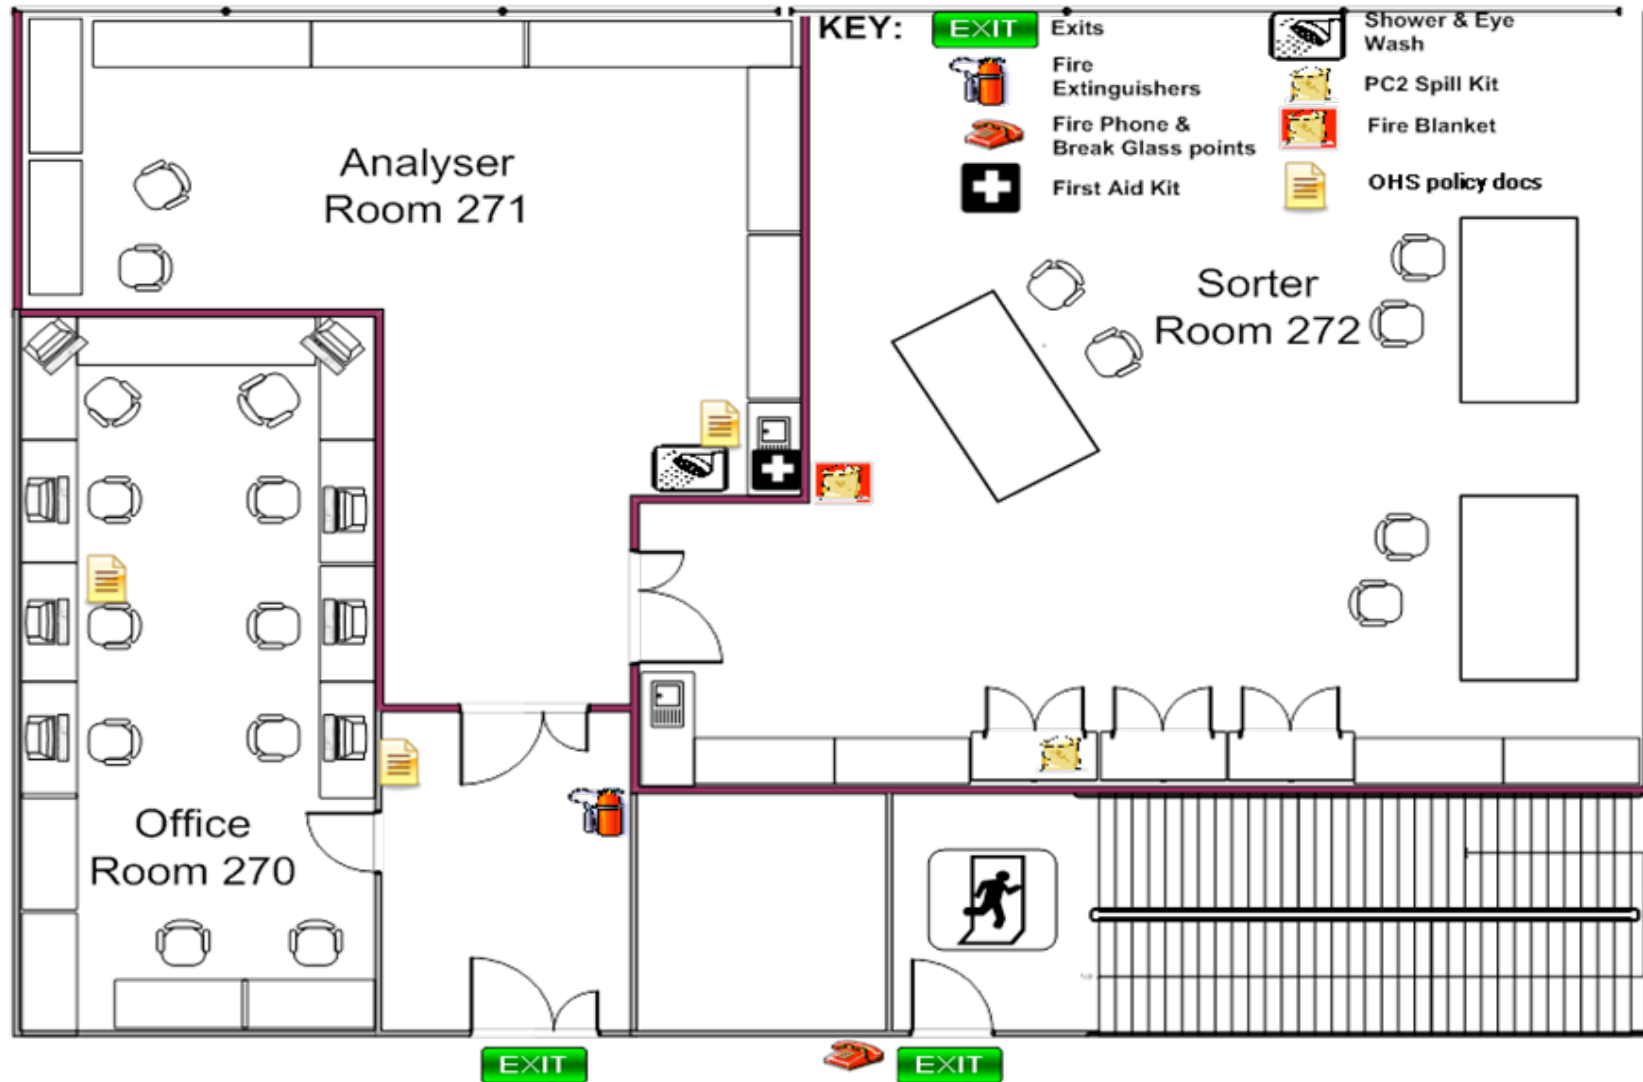 KEY:
EXIT
Exits
Fire
Extinguishers
Fire Phone &
Break Glass points
First Aid Kit
Shower & Eye
Wash
PC2 Spill Kit
Fire Blanket
OHS policy docs
Analyser
Room 271
Sorter
Room 272
Office
Room 270
EXIT
EXIT